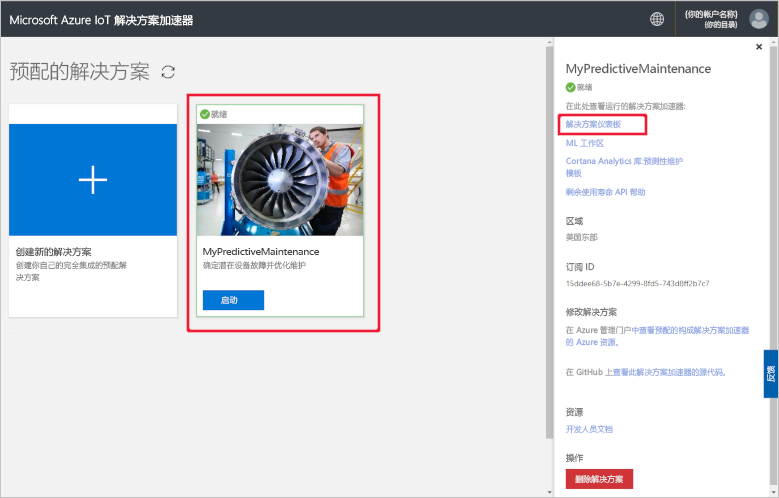 Microsoft Azure IoT 解决方案加速器
{你的帐户名称}
{你的目录}
预配的解决方案
创建新的解决方案
创建你自己的完全集成的预配解
决方案
就绪
MyPredictiveMaintenance
确定潜在设备故障并优化维护
启动
MyPredictiveMaintenance
就绪
在此处查看运行的解决方案加速器:
解决方案仪表板
ML 工作区
Cortana Analytics 库:预测性维护
模板
剩余使用寿命 API 帮助
区域
美国东部
订阅 ID
15ddee68-5b7e-4299-8fd5-743d8ff2b7c7
修改解决方案
在 Azure 管理门户中查看预配的构成解决方案加速器
的 Azure 资源。
在 GitHub 上查看此解决方案加速器的源代码。
资源
开发人员文档
操作
删除解决方案
反馈